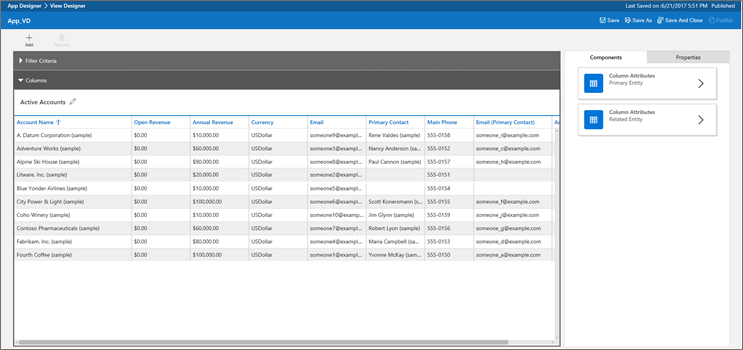 App Designer > View Designer Last Saved on :6/21/2017 5:51 PM Published
App_VD Save Save As Save And Close Publish
Add
Filter Criteria
Columns
Active Accounts
Account Name Open Revenue Annual Revenue Currency Email Primary Contact Main Phone Email (Primary Contact)
A. Datum Corporation (sample) $0.00 $10,000.00 USDollar someone9@exampl... Rene Valdes (sample) 555-0158 someone_i@example.com
Adventure Works (sample) $0.00 $60,000.00 USDollar someone3@exampl... Nancy Anderson (sa... 555-0152 someone_c@example.com
Alpine Ski House (sample) $0.00 $90,000.00 USDollar someone8@exampl... Paul Cannon (sample) 555-0157 someone_h@example.com
Litware, Inc. (sample) $0.00 $20,000.00 USDollar someone2@exampl... 555-0151
Blue Yonder Airlines (sample) $0.00 $10,000.00 USDollar someone5@exampl... 555-0154
City Power & Light (sample) $0.00 $100,000.00 USDollar someone6@exampl... Scott Konersmann (s... 555-0155 someone_f@example.com
Coho Winery (sample) $0.00 $10,000.00 USDollar someone10@exam... Jim Glynn (sample) 555-0159 someone_j@example.com
Contoso Pharmaceuticals (sample) $0.00 $60,000.00 USDollar someone7@exampl... Robert Lyon (sample) 555-0156 someone_g@example.com
Fabrikam, Inc. (sample) $0.00 $80,000.00 USDollar someone4@exampl... Maria Campbell (sa... 555-0153 someone_d@example.com
Fourth Coffee (sample) $0.00 $100,000.00 USDollar someone1@exampl... Yvonne McKay (sam... 555-0150 someone_a@example.com
Components Properties
Column Attributes
Primary Entity
Column Attributes
Related Entity